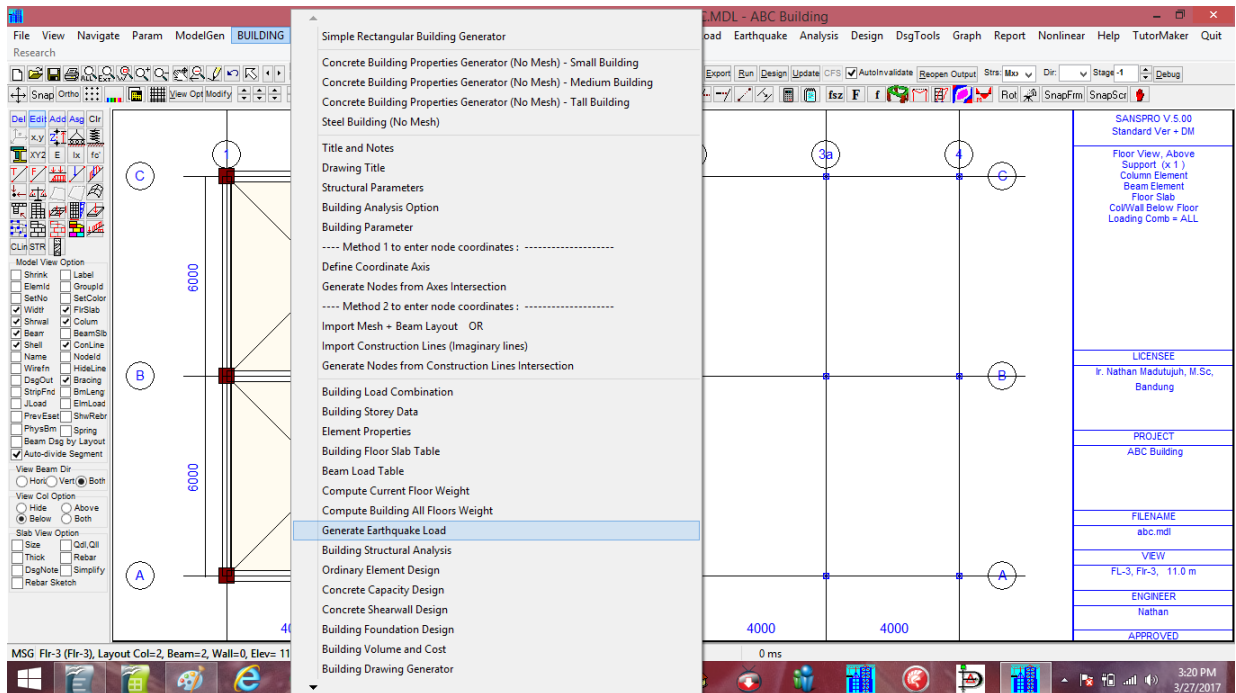 C.MDL - ABC Building
File View Navigate Param ModelGen BUILDING oad Earthquake Analysis Design DsgTools Graph Report Nonlinear Help TutorMaker Quit
Research
Export Run Design Update CFS AutoInvalidate Reopen Output Strs: Mxx Dir: Stage -1 Debug
Snap Ortho View Opt Modify fsz F f Rot SnapFrm SnapScr
Del Edit Add Asg Clr
x,y
XY2 E Ix fc'
CLin STR
Model View Option
Shrink Label
ElemId GroupId
SetNo SetColor
Width FlrSlab
Shrwal Colum
Beam BeamSlb
Shell ConLine
Name NodeId
Wirefn HideLine
DsgOut Bracing
StripFnd BmLeng
JLoad ElmLoad
PrevEset ShwRebr
PhysBm Spring
Beam Dsg by Layout
Auto-divide Segment
View Beam Dir
Horiz Vert Both
View Col Option
Hide Above
Below Both
Slab View Option
Size Qdl,Qll
Thick Rebar
DsgNote Simplify
Rebar Sketch
1
C
6000
B
6000
A
40
Simple Rectangular Building Generator
Concrete Building Properties Generator (No Mesh) - Small Building
Concrete Building Properties Generator (No Mesh) - Medium Building
Concrete Building Properties Generator (No Mesh) - Tall Building
Steel Building (No Mesh)
Title and Notes
Drawing Title
Structural Parameters
Building Analysis Option
Building Parameter
---- Method 1 to enter node coordinates : --------------------
Define Coordinate Axis
Generate Nodes from Axes Intersection
---- Method 2 to enter node coordinates : --------------------
Import Mesh + Beam Layout OR
Import Construction Lines (Imaginary lines)
Generate Nodes from Construction Lines Intersection
Building Load Combination
Building Storey Data
Element Properties
Building Floor Slab Table
Beam Load Table
Compute Current Floor Weight
Compute Building All Floors Weight
Generate Earthquake Load
Building Structural Analysis
Ordinary Element Design
Concrete Capacity Design
Concrete Shearwall Design
Building Foundation Design
Building Volume and Cost
Building Drawing Generator
3a
4
C
B
A
4000
4000
SANSPRO V.5.00
Standard Ver + DM
Floor View, Above
Support (x 1 )
Column Element
Beam Element
Floor Slab
Col/Wall Below Floor
Loading Comb = ALL
LICENSEE
Ir. Nathan Madutujuh, M.Sc,
Bandung
PROJECT
ABC Building
FILENAME
abc.mdl
VIEW
FL-3, Flr-3, 11.0 m
ENGINEER
Nathan
APPROVED
MSG Flr-3 (Flr-3), Layout Col=2, Beam=2, Wall=0, Elev= 11
0 ms
3:20 PM
3/27/2017